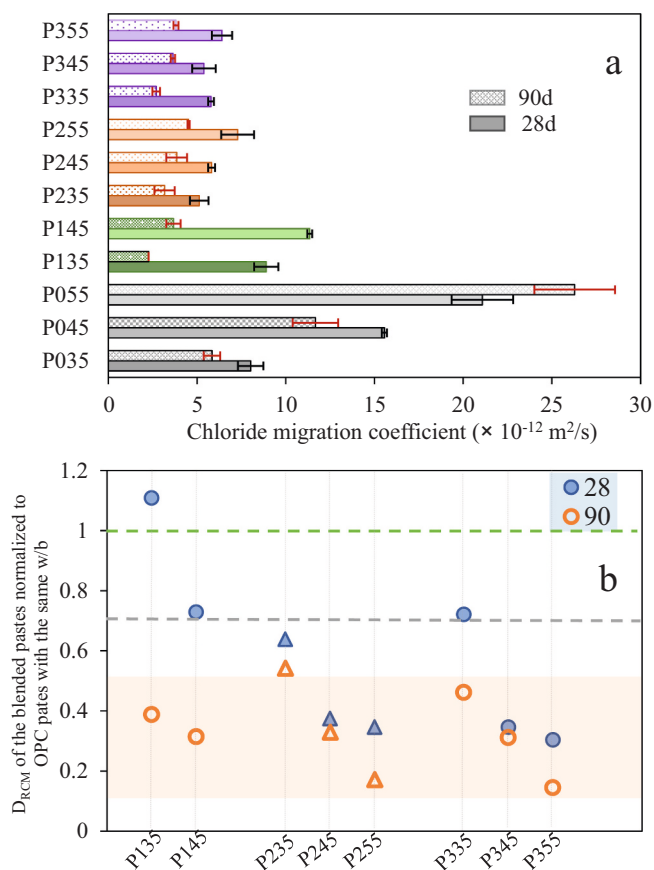 P355
P345
P335
P255
P245
P235
P145
P135
P055
P045
P035
a
90d
28d
0 5 10 15 20 25 30
Chloride migration coefficient (× 10⁻¹² m²/s)
1.2
1
0.8
0.6
0.4
0.2
0
D_RCM of the blended pastes normalized to
OPC pates with the same w/b
28
90
b
P135 P145 P235 P245 P255 P335 P345 P355